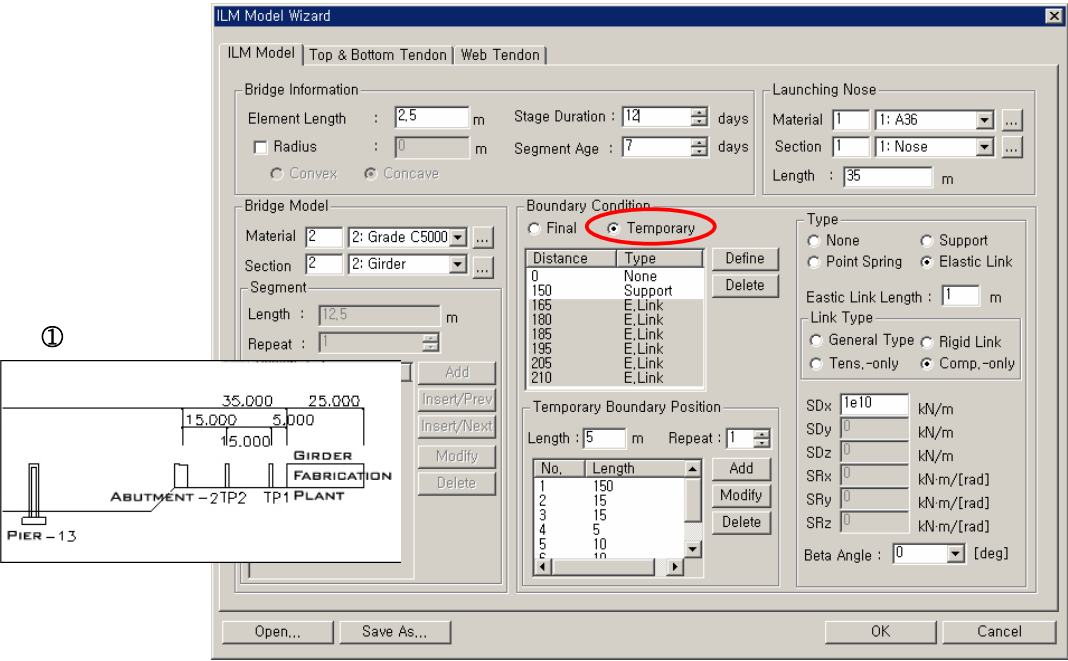 ILM Model Wizard
ILM Model Top & Bottom Tendon Web Tendon
Bridge Information
Element Length : 2,5 m
Radius : 0 m
Convex Concave
Stage Duration : 12 days
Segment Age : 7 days
Launching Nose
Material 1 1: A36 ...
Section 1 1: Nose ...
Length : 35 m
Bridge Model
Material 2 2: Grade C5000 ...
Section 2 2: Girder ...
Segment
Length : 12,5 m
Repeat : 1
Add
Insert/Prev
Insert/Next
Modify
Delete
①
35.000 25.000
15.000 5.000
15.000
GIRDER
FABRICATION
PLANT
ABUTMENT-2 TP2 TP1
PIER-13
Boundary Condition
Final Temporary
Distance Type
0 None
150 Support
165 E,Link
180 E,Link
185 E,Link
195 E,Link
205 E,Link
210 E,Link
Define
Delete
Temporary Boundary Position
Length : 5 m Repeat : 1
No, Length
1 150
2 15
3 15
4 5
5 10
Add
Modify
Delete
Type
None Support
Point Spring Elastic Link
Eastic Link Length : 1 m
Link Type
General Type Rigid Link
Tens,-only Comp,-only
SDx 1e10 kN/m
SDy 0 kN/m
SDz 0 kN/m
SRx 0 kN·m/[rad]
SRy 0 kN·m/[rad]
SRz 0 kN·m/[rad]
Beta Angle : 0 [deg]
Open,,, Save As,,, OK Cancel